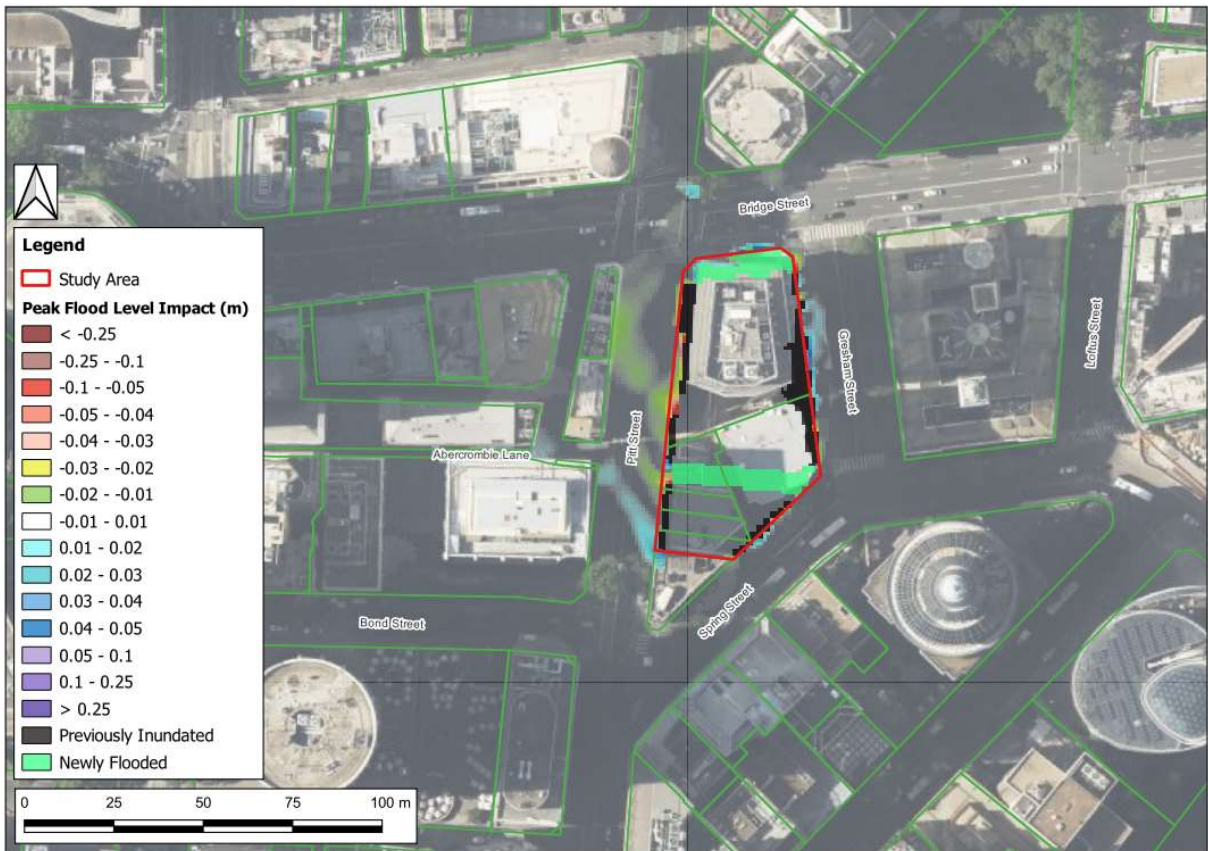 Bridge Street
Gresham Street
Loftus Street
Pitt Street
Abercrombie Lane
Spring Street
Bond Street
Legend
Study Area
Peak Flood Level Impact (m)
< -0.25
-0.25 - -0.1
-0.1 - -0.05
-0.05 - -0.04
-0.04 - -0.03
-0.03 - -0.02
-0.02 - -0.01
-0.01 - 0.01
0.01 - 0.02
0.02 - 0.03
0.03 - 0.04
0.04 - 0.05
0.05 - 0.1
0.1 - 0.25
> 0.25
Previously Inundated
Newly Flooded
0 25 50 75 100 m